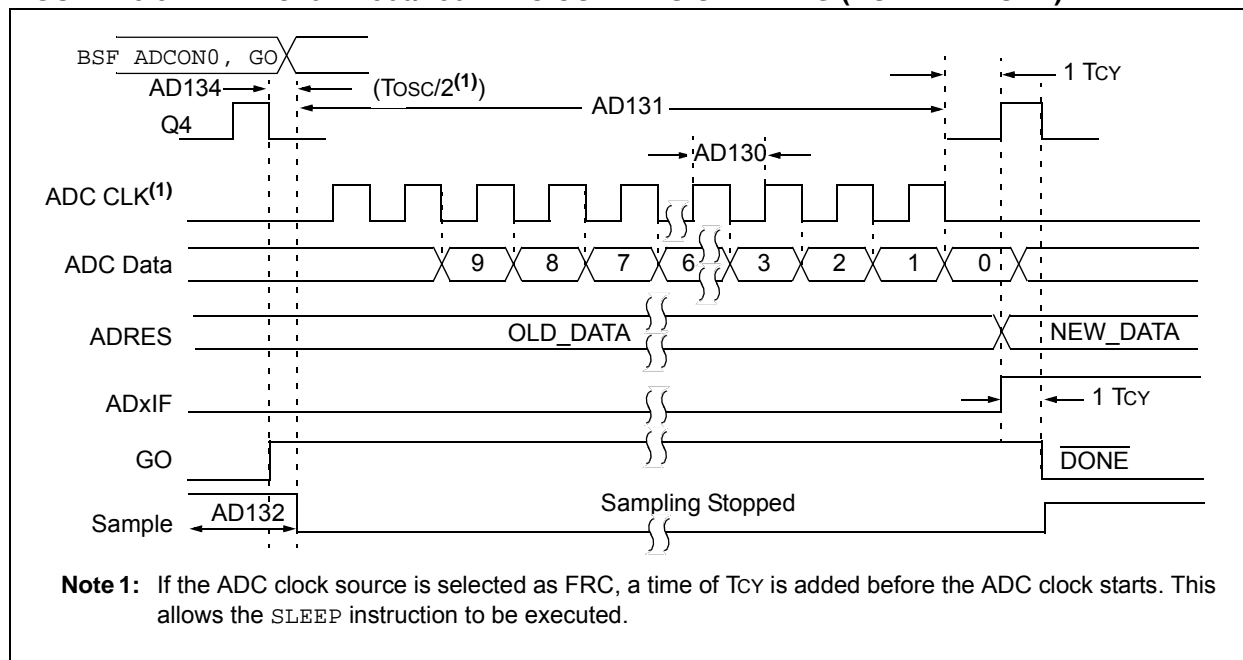 BSF ADCON0, GO
AD134
(TOSC/2(1))
1 TCY
AD131
Q4
AD130
ADC CLK(1)
ADC Data
9 8 7 6 3 2 1 0
ADRES
OLD_DATA
NEW_DATA
ADxIF
1 TCY
GO
DONE
Sample
AD132
Sampling Stopped
Note 1: If the ADC clock source is selected as FRC, a time of TCY is added before the ADC clock starts. This
allows the SLEEP instruction to be executed.